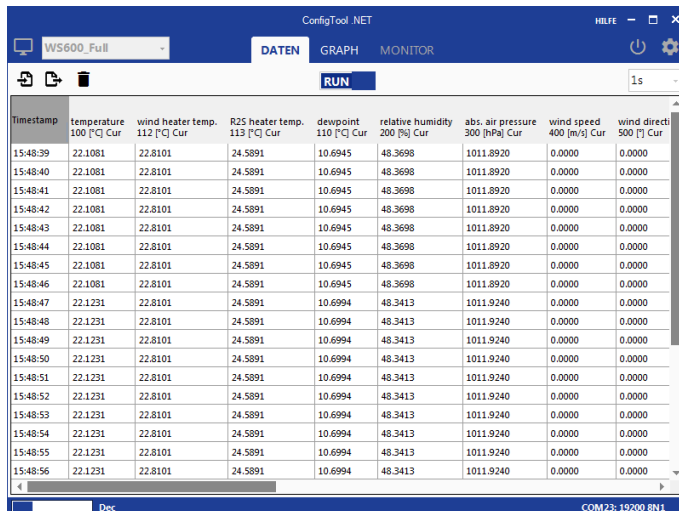 ConfigTool .NET
HILFE
WS600_Full
DATEN GRAPH MONITOR
RUN
1s
Timestamp temperature wind heater temp. R2S heater temp. dewpoint relative humidity abs. air pressure wind speed wind directi
100 [°C] Cur 112 [°C] Cur 113 [°C] Cur 110 [°C] Cur 200 [%] Cur 300 [hPa] Cur 400 [m/s] Cur 500 [°] Cur
15:48:39 22.1081 22.8101 24.5891 10.6945 48.3698 1011.8920 0.0000 0.0000
15:48:40 22.1081 22.8101 24.5891 10.6945 48.3698 1011.8920 0.0000 0.0000
15:48:41 22.1081 22.8101 24.5891 10.6945 48.3698 1011.8920 0.0000 0.0000
15:48:42 22.1081 22.8101 24.5891 10.6945 48.3698 1011.8920 0.0000 0.0000
15:48:43 22.1081 22.8101 24.5891 10.6945 48.3698 1011.8920 0.0000 0.0000
15:48:44 22.1081 22.8101 24.5891 10.6945 48.3698 1011.8920 0.0000 0.0000
15:48:45 22.1081 22.8101 24.5891 10.6945 48.3698 1011.8920 0.0000 0.0000
15:48:46 22.1081 22.8101 24.5891 10.6945 48.3698 1011.8920 0.0000 0.0000
15:48:47 22.1231 22.8101 24.5891 10.6994 48.3413 1011.9240 0.0000 0.0000
15:48:48 22.1231 22.8101 24.5891 10.6994 48.3413 1011.9240 0.0000 0.0000
15:48:49 22.1231 22.8101 24.5891 10.6994 48.3413 1011.9240 0.0000 0.0000
15:48:50 22.1231 22.8101 24.5891 10.6994 48.3413 1011.9240 0.0000 0.0000
15:48:51 22.1231 22.8101 24.5891 10.6994 48.3413 1011.9240 0.0000 0.0000
15:48:52 22.1231 22.8101 24.5891 10.6994 48.3413 1011.9240 0.0000 0.0000
15:48:53 22.1231 22.8101 24.5891 10.6994 48.3413 1011.9240 0.0000 0.0000
15:48:54 22.1231 22.8101 24.5891 10.6994 48.3413 1011.9240 0.0000 0.0000
15:48:55 22.1231 22.8101 24.5891 10.6994 48.3413 1011.9240 0.0000 0.0000
15:48:56 22.1231 22.8101 24.5891 10.6994 48.3413 1011.9240 0.0000 0.0000
Dec COM23: 19200 8N1